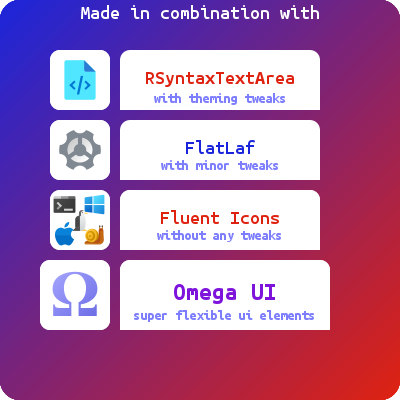 Made in combination with
RSyntaxTextArea
with theming tweaks
FlatLaf
with minor tweaks
Fluent Icons
without any tweaks
Ω
Omega UI
super flexible ui elements